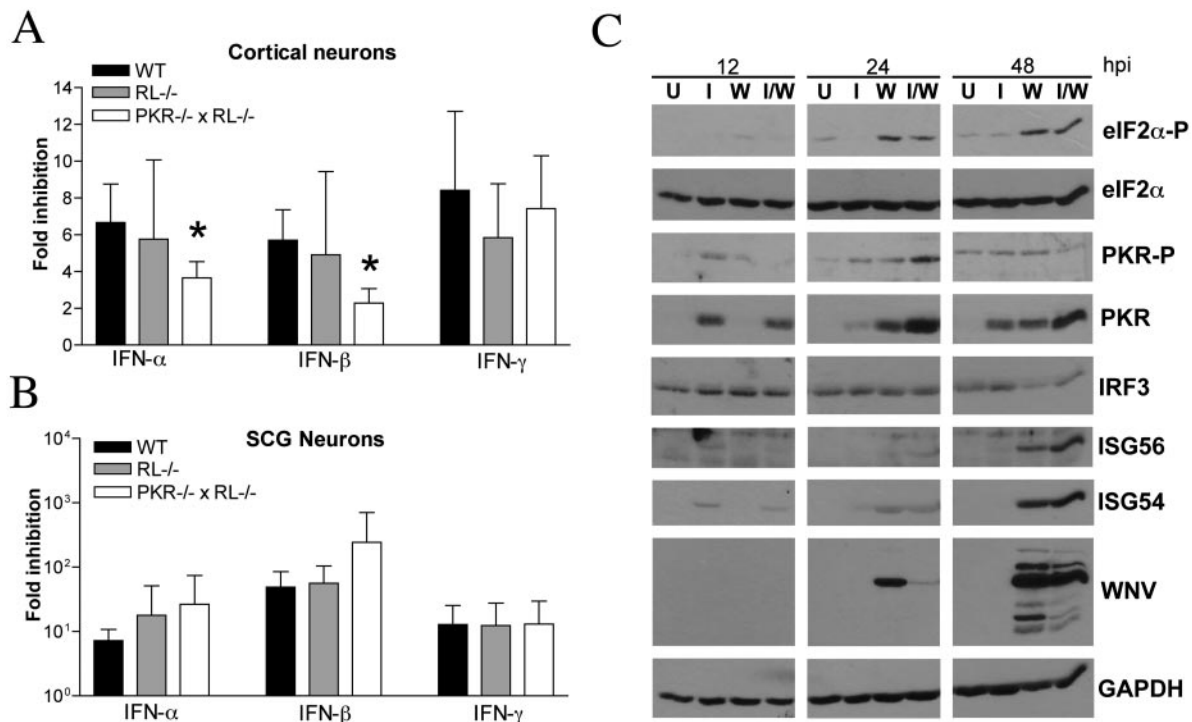 A
Cortical neurons
WT
RL-/-
PKR-/- x RL-/-
14
12
10
8
6
4
2
0
Fold inhibition
*
*
IFN-α
IFN-β
IFN-γ
B
SCG Neurons
WT
RL-/-
PKR-/- x RL-/-
10⁴
10³
10²
10¹
10⁰
Fold inhibition
IFN-α
IFN-β
IFN-γ
C
12 24 48 hpi
U I W I/W U I W I/W U I W I/W
eIF2α-P
eIF2α
PKR-P
PKR
IRF3
ISG56
ISG54
WNV
GAPDH